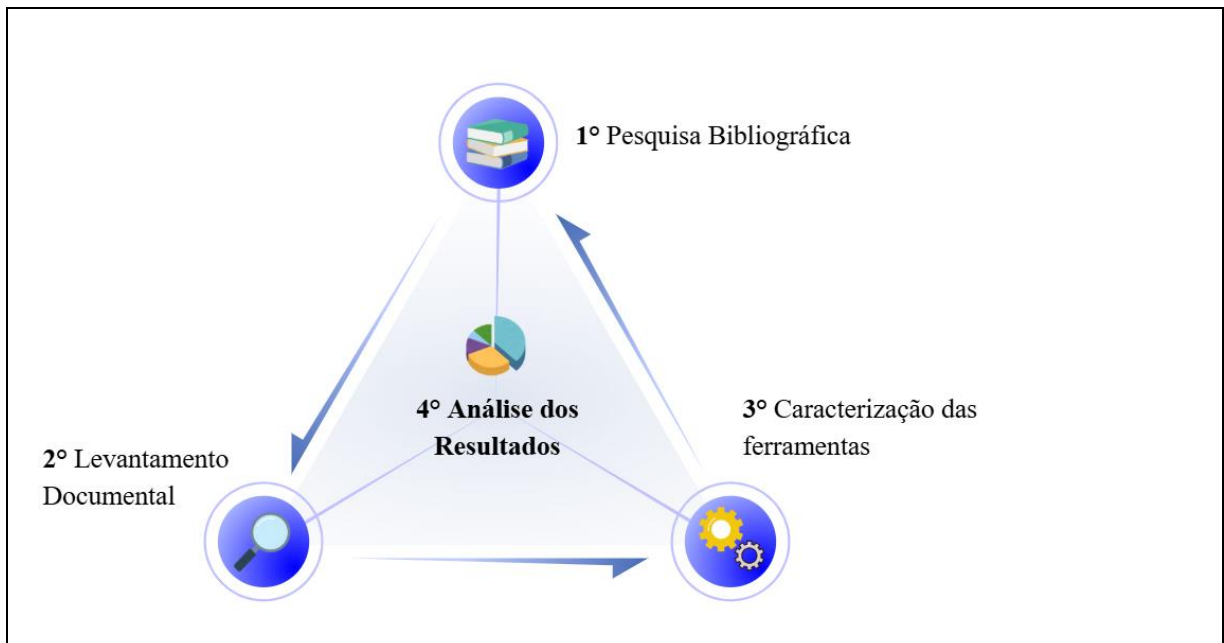 1° Pesquisa Bibliográfica
2° Levantamento
Documental
3° Caracterização das
ferramentas
4° Análise dos
Resultados